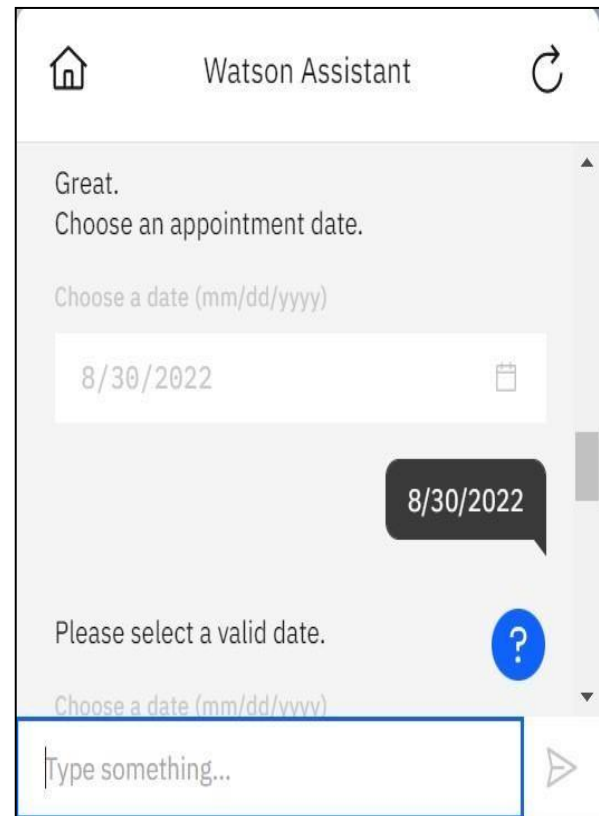 Watson Assistant
Great.
Choose an appointment date.
Choose a date (mm/dd/yyyy)
8/30/2022
8/30/2022
Please select a valid date.
?
Choose a date (mm/dd/yyyy)
Type something...